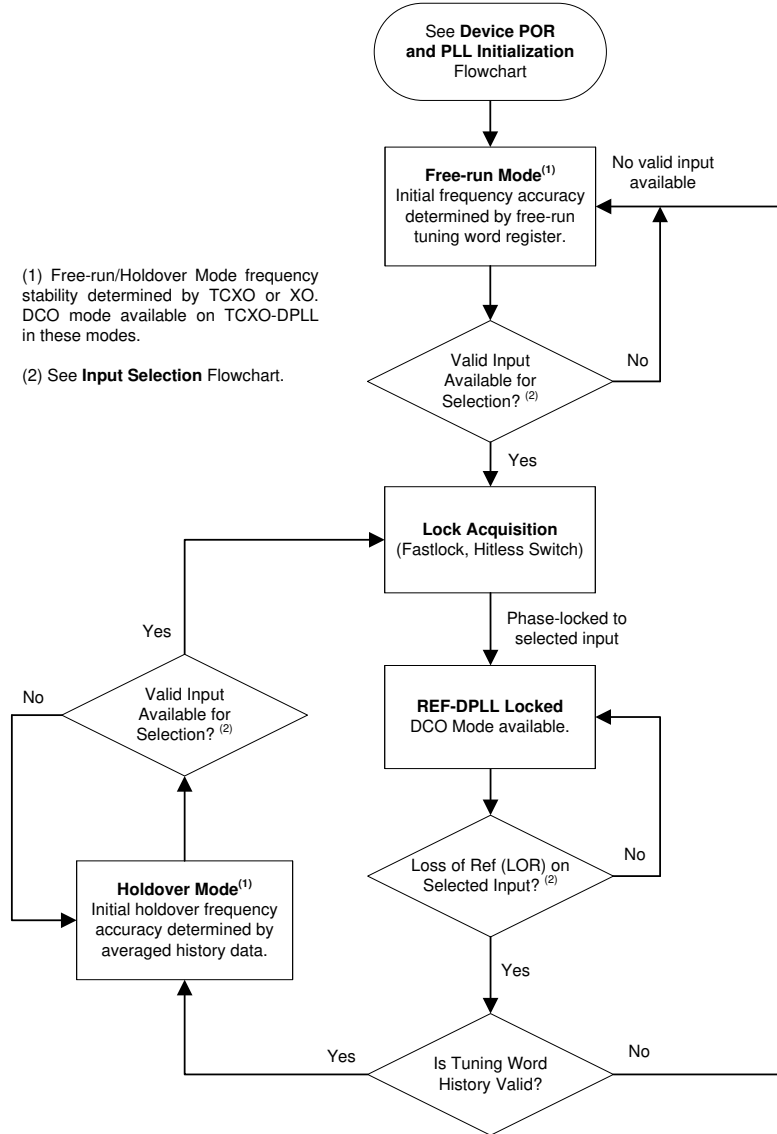 See Device POR
and PLL Initialization
Flowchart
Free-run Mode(1)
Initial frequency accuracy
determined by free-run
tuning word register.
No valid input
available
(1) Free-run/Holdover Mode frequency
stability determined by TCXO or XO.
DCO mode available on TCXO-DPLL
in these modes.
(2) See Input Selection Flowchart.
Valid Input
Available for
Selection? (2)
No
Yes
Lock Acquisition
(Fastlock, Hitless Switch)
Phase-locked to
selected input
Yes
No
Valid Input
Available for
Selection? (2)
REF-DPLL Locked
DCO Mode available.
Loss of Ref (LOR) on
Selected Input? (2)
No
Holdover Mode(1)
Initial holdover frequency
accuracy determined by
averaged history data.
Yes
Yes
Is Tuning Word
History Valid?
No